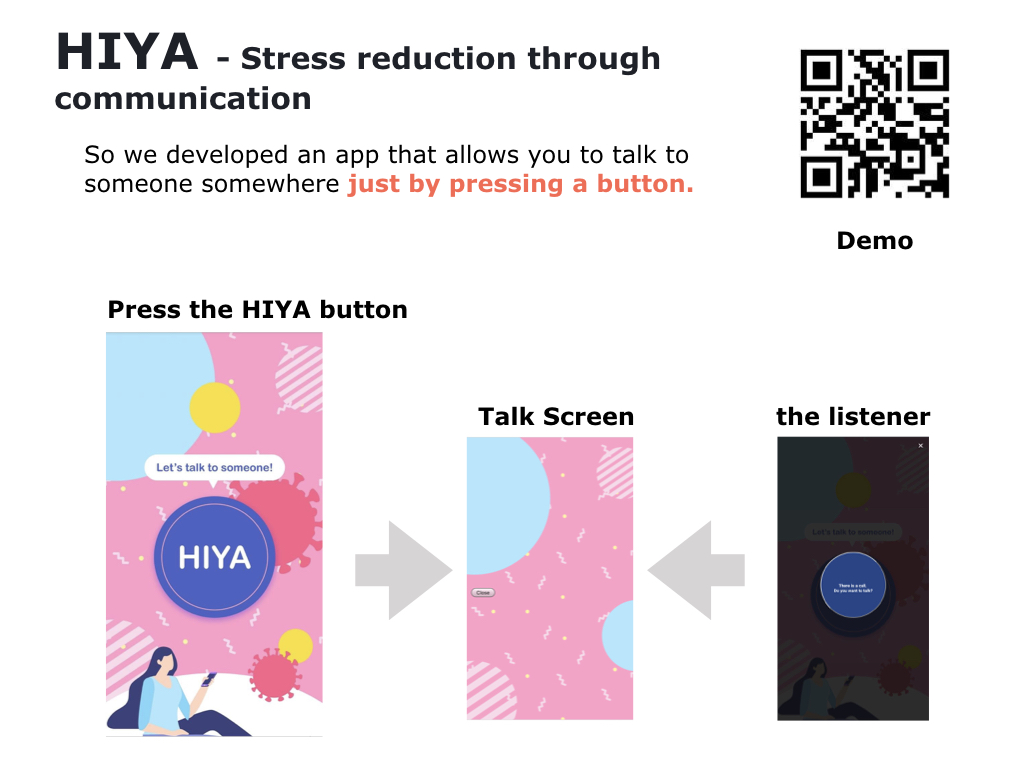 HIYA - Stress reduction through
communication
So we developed an app that allows you to talk to
someone somewhere just by pressing a button.
Demo
Press the HIYA button
Let's talk to someone!
HIYA
Talk Screen
Close
the listener
×
Let's talk to someone!
There is a call.
Do you want to talk?